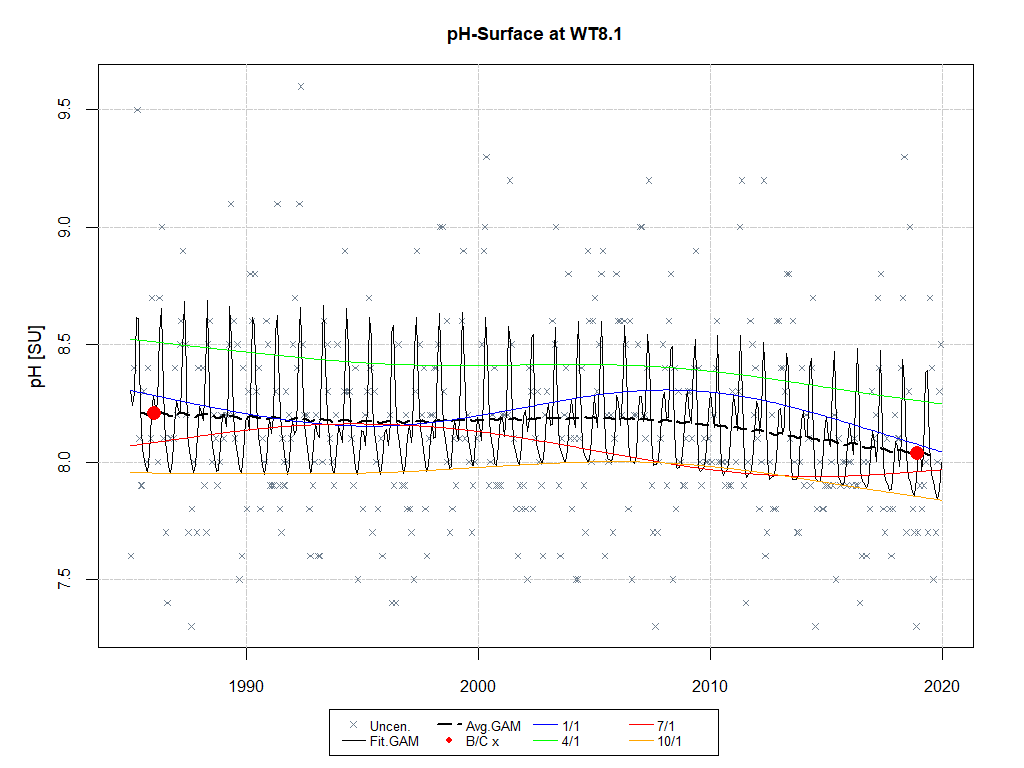 pH-Surface at WT8.1
pH [SU]
9.5
9.0
8.5
8.0
7.5
1990 2000 2010 2020
Uncen. Avg.GAM 1/1 7/1
Fit.GAM B/C x 4/1 10/1